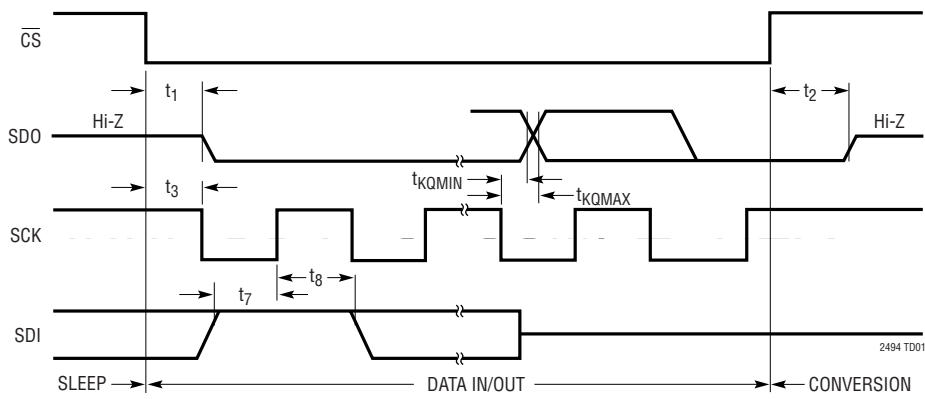 CS
t1
t2
Hi-Z
Hi-Z
SDO
tKQMIN
t3
tKQMAX
SCK
t8
t7
SDI
2494 TD01
SLEEP
DATA IN/OUT
CONVERSION